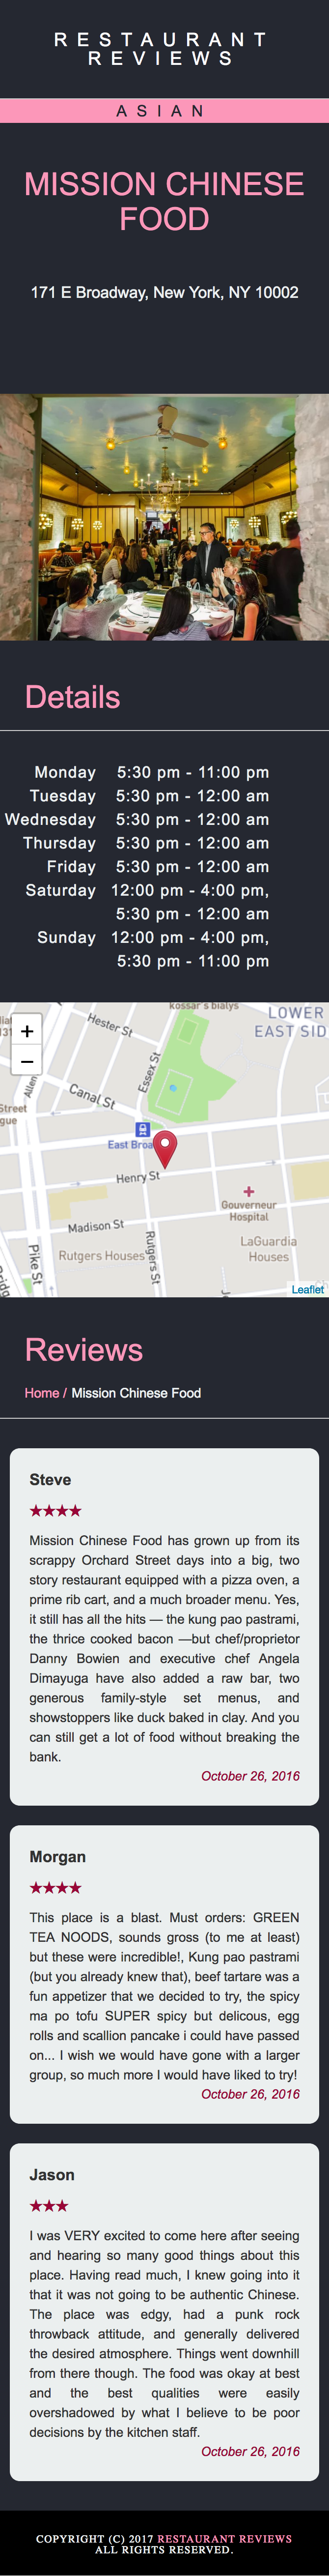 RESTAURANT
REVIEWS
ASIAN
MISSION CHINESE
FOOD
171 E Broadway, New York, NY 10002
Details
Monday 5:30 pm - 11:00 pm
Tuesday 5:30 pm - 12:00 am
Wednesday 5:30 pm - 12:00 am
Thursday 5:30 pm - 12:00 am
Friday 5:30 pm - 12:00 am
Saturday 12:00 pm - 4:00 pm,
5:30 pm - 12:00 am
Sunday 12:00 pm - 4:00 pm,
5:30 pm - 11:00 pm
kossar's bialys
LOWER
EAST SID
+
−
Hester St
Essex St
Allen
Canal St
Street
East Broa
Henry St
Gouverneur
Hospital
Madison St
Rutgers Houses
Rutgers St
LaGuardia
Houses
Pike St
Leaflet
Reviews
Home / Mission Chinese Food
Steve
★★★★
Mission Chinese Food has grown up from its
scrappy Orchard Street days into a big, two
story restaurant equipped with a pizza oven, a
prime rib cart, and a much broader menu. Yes,
it still has all the hits — the kung pao pastrami,
the thrice cooked bacon —but chef/proprietor
Danny Bowien and executive chef Angela
Dimayuga have also added a raw bar, two
generous family-style set menus, and
showstoppers like duck baked in clay. And you
can still get a lot of food without breaking the
bank.
October 26, 2016
Morgan
★★★★
This place is a blast. Must orders: GREEN
TEA NOODS, sounds gross (to me at least)
but these were incredible!, Kung pao pastrami
(but you already knew that), beef tartare was a
fun appetizer that we decided to try, the spicy
ma po tofu SUPER spicy but delicous, egg
rolls and scallion pancake i could have passed
on... I wish we would have gone with a larger
group, so much more I would have liked to try!
October 26, 2016
Jason
★★★
I was VERY excited to come here after seeing
and hearing so many good things about this
place. Having read much, I knew going into it
that it was not going to be authentic Chinese.
The place was edgy, had a punk rock
throwback attitude, and generally delivered
the desired atmosphere. Things went downhill
from there though. The food was okay at best
and the best qualities were easily
overshadowed by what I believe to be poor
decisions by the kitchen staff.
October 26, 2016
COPYRIGHT (C) 2017 RESTAURANT REVIEWS
ALL RIGHTS RESERVED.